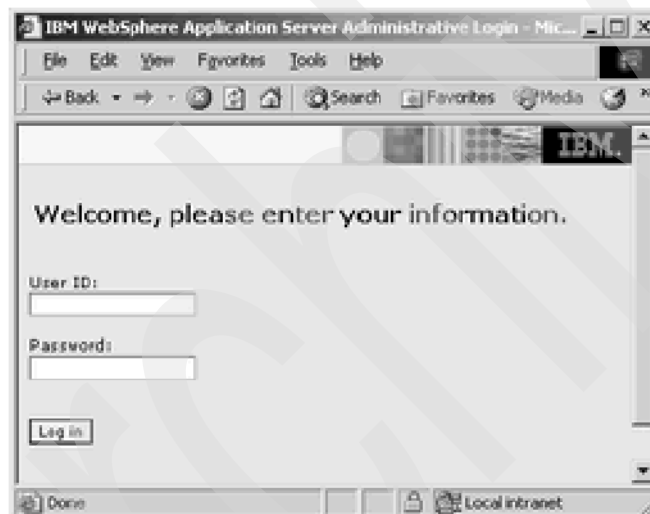 IBM WebSphere Application Server Administrative Login - Mic...
File Edit View Favorites Tools Help
Back Search Favorites Media »
IBM.
Welcome, please enter your information.
User ID:
Password:
Log in
Done Local intranet